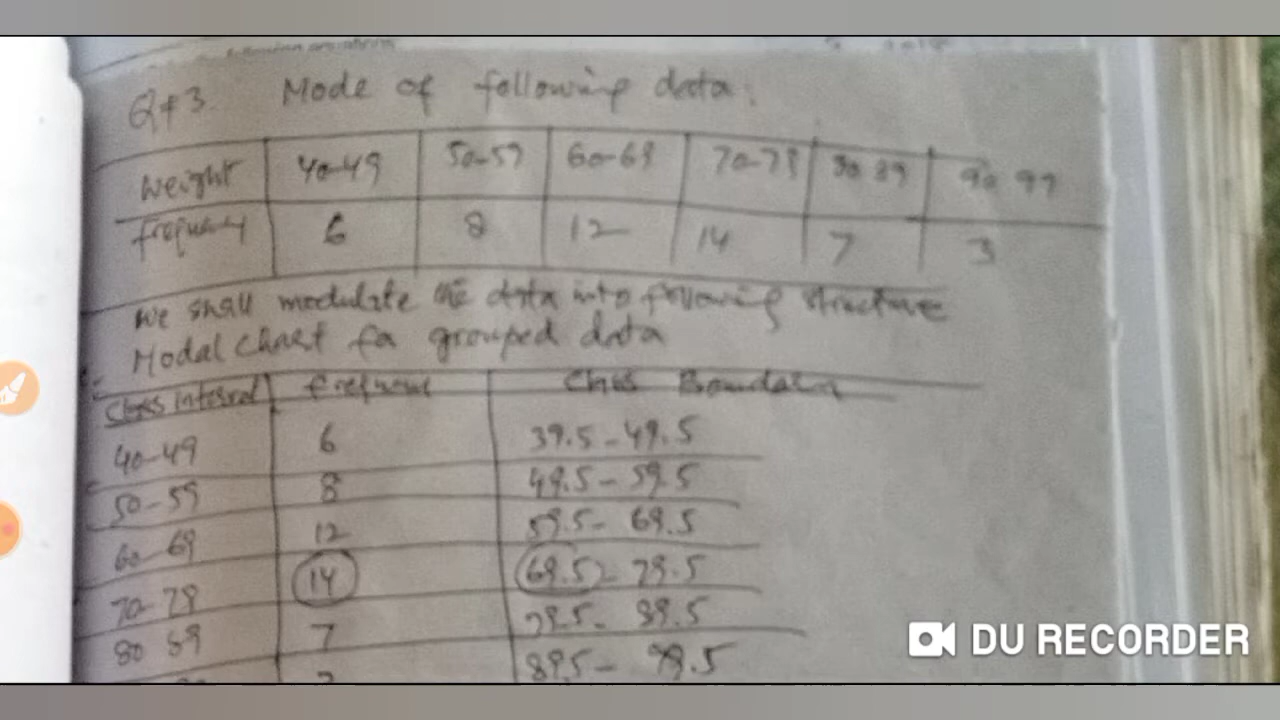 Q#3. Mode of following data:
Weight 40-49 50-59 60-69 70-79 80-89 90-99
frequency 6 8 12 14 7 3
We shall modulate the data into following structure
Modal chart for grouped data
Class Interval frequency Class Boundary
40-49 6 39.5-49.5
50-59 8 49.5-59.5
60-69 12 59.5-69.5
70-79 14 69.5-79.5
80 89 7 79.5-89.5
89.5-99.5
DU RECORDER